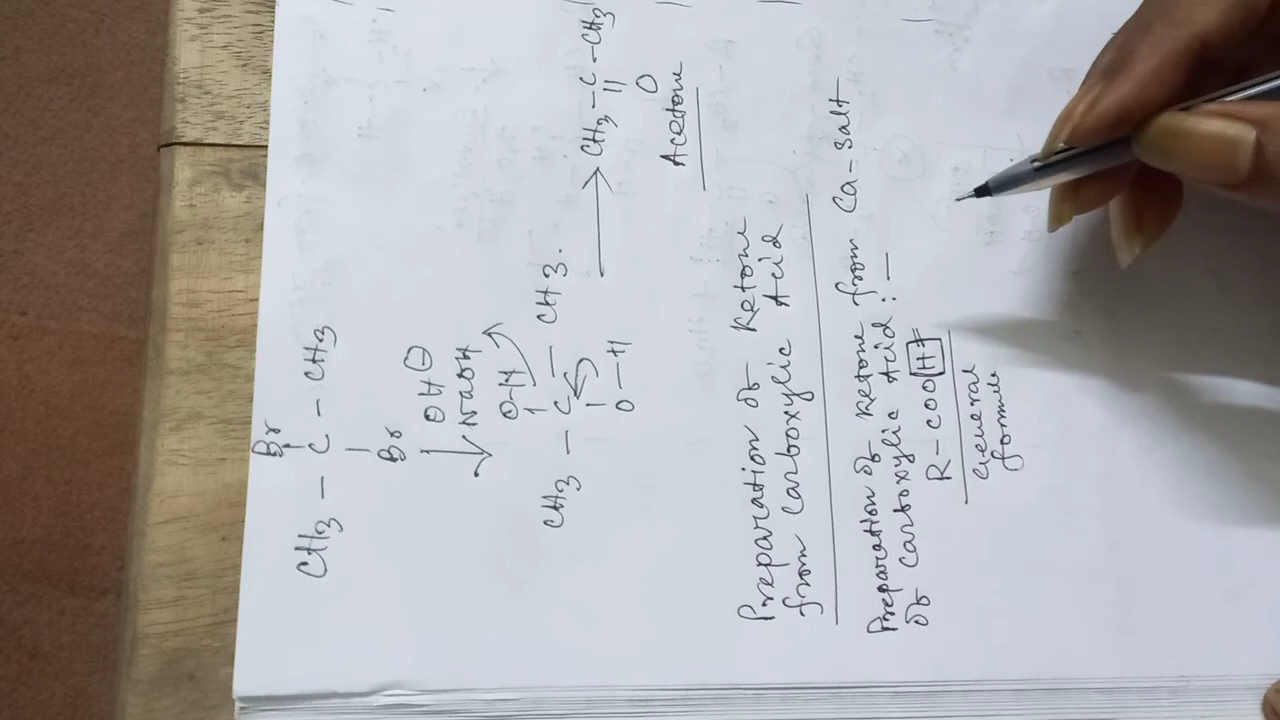 Br
CH3 - C - CH3
Br
OH ⊖
NaOH
O-H
CH3 - C - CH3.
O-H
→ CH3 - C - CH3
O
Acetone
Preparation of Ketone
from Carboxylic Acid
Preparation of Ketone from Ca-salt
of Carboxylic Acid :-
R - COOH
General
formula